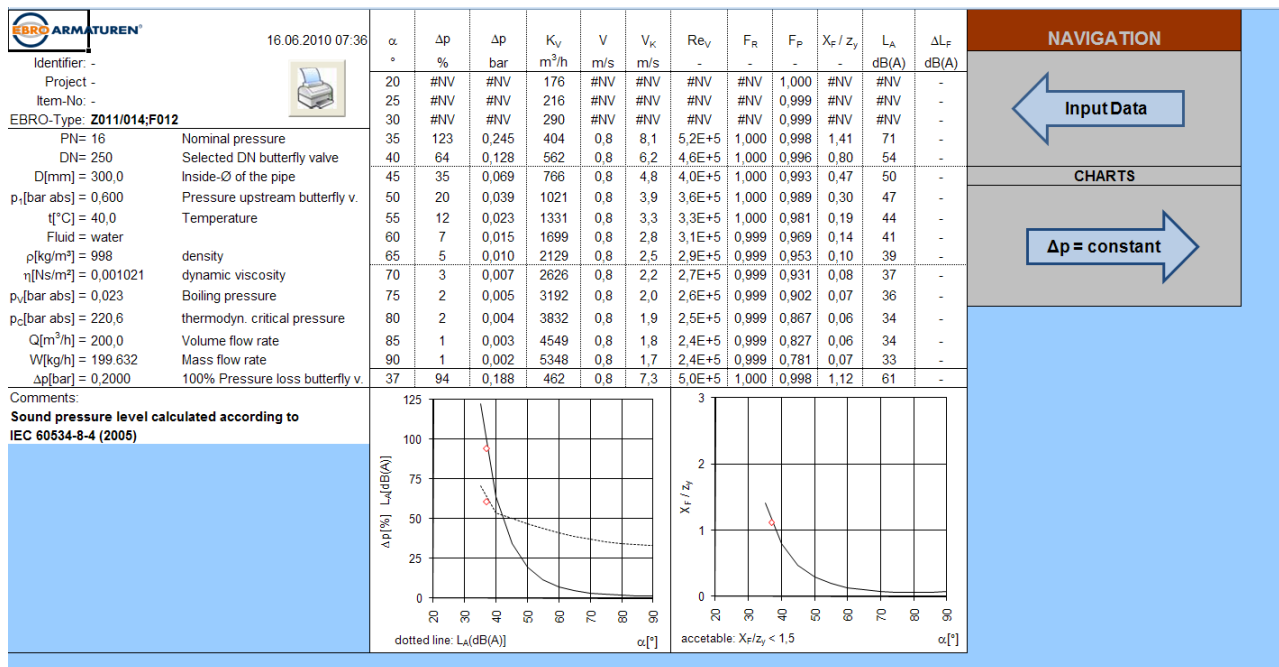 EBRO ARMATUREN®
16.06.2010 07:36
Identifier: -
Project -
Item-No: -
EBRO-Type: Z011/014;F012
PN= 16 Nominal pressure
DN= 250 Selected DN butterfly valve
D[mm] = 300,0 Inside-Ø of the pipe
p1[bar abs] = 0,600 Pressure upstream butterfly v.
t[°C] = 40,0 Temperature
Fluid = water
ρ[kg/m³] = 998 density
η[Ns/m²] = 0,001021 dynamic viscosity
pV[bar abs] = 0,023 Boiling pressure
pC[bar abs] = 220,6 thermodyn. critical pressure
Q[m³/h] = 200,0 Volume flow rate
W[kg/h] = 199.632 Mass flow rate
Δp[bar] = 0,2000 100% Pressure loss butterfly v.
Comments:
Sound pressure level calculated according to
IEC 60534-8-4 (2005)
α Δp Δp KV V VK ReV FR FP XF / zy LA ΔLF
° % bar m³/h m/s m/s - - - - dB(A) dB(A)
20 #NV #NV 176 #NV #NV #NV #NV 1,000 #NV #NV -
25 #NV #NV 216 #NV #NV #NV #NV 0,999 #NV #NV -
30 #NV #NV 290 #NV #NV #NV #NV 0,999 #NV #NV -
35 123 0,245 404 0,8 8,1 5,2E+5 1,000 0,998 1,41 71 -
40 64 0,128 562 0,8 6,2 4,6E+5 1,000 0,996 0,80 54 -
45 35 0,069 766 0,8 4,8 4,0E+5 1,000 0,993 0,47 50 -
50 20 0,039 1021 0,8 3,9 3,6E+5 1,000 0,989 0,30 47 -
55 12 0,023 1331 0,8 3,3 3,3E+5 1,000 0,981 0,19 44 -
60 7 0,015 1699 0,8 2,8 3,1E+5 0,999 0,969 0,14 41 -
65 5 0,010 2129 0,8 2,5 2,9E+5 0,999 0,953 0,10 39 -
70 3 0,007 2626 0,8 2,2 2,7E+5 0,999 0,931 0,08 37 -
75 2 0,005 3192 0,8 2,0 2,6E+5 0,999 0,902 0,07 36 -
80 2 0,004 3832 0,8 1,9 2,5E+5 0,999 0,867 0,06 34 -
85 1 0,003 4549 0,8 1,8 2,4E+5 0,999 0,827 0,06 34 -
90 1 0,002 5348 0,8 1,7 2,4E+5 0,999 0,781 0,07 33 -
37 94 0,188 462 0,8 7,3 5,0E+5 1,000 0,998 1,12 61 -
Δp[%] LA[dB(A)]
125
100
75
50
25
0
20 30 40 50 60 70 80 90
dotted line: LA(dB(A)] α[°]
XF / zy
3
2
1
0
20 30 40 50 60 70 80 90
accetable: XF/zy < 1,5 α[°]
NAVIGATION
Input Data
CHARTS
Δp = constant